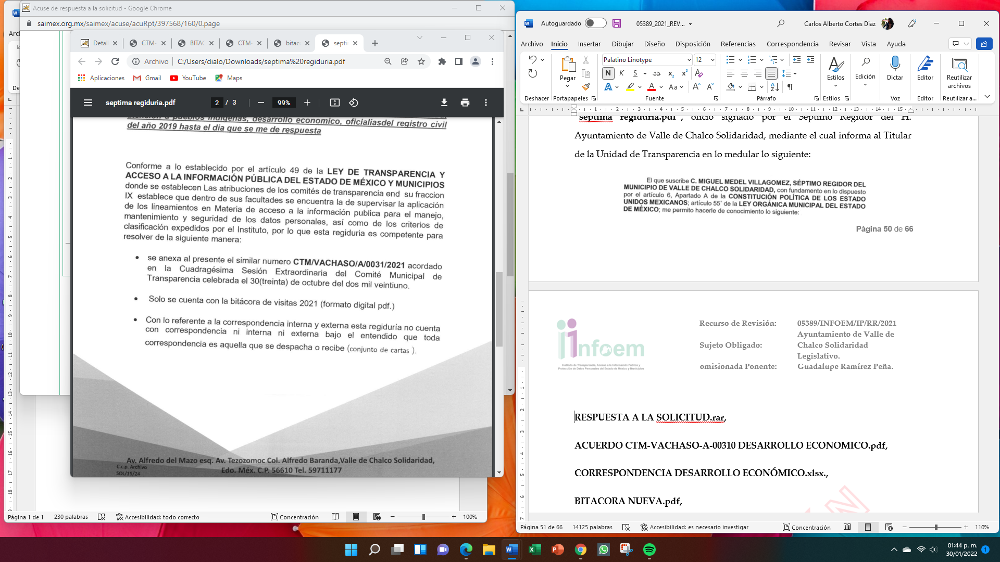 Acuse de respuesta a la solicitud - Google Chrome
saimex.org.mx/saimex/acuse/acuRpt/397568/160/0.page
Detal
CTM-
BITAC
CTM-
bitaco
septi
Archivo
C:/Users/dialo/Downloads/septima%20regiduria.pdf
Aplicaciones
Gmail
YouTube
Maps
septima regiduria.pdf
2 / 3
99%
atención a pueblos indigenas, desarrollo economico, oficialiasdel registro civil
del año 2019 hasta el dia que se me de respuesta
Conforme a lo establecido por el artículo 49 de la LEY DE TRANSPARENCIA Y
ACCESO A LA INFORMACIÓN PÚBLICA DEL ESTADO DE MÉXICO Y MUNICIPIOS
donde se establecen Las atribuciones de los comités de transparencia end su fraccion
IX establece que dentro de sus facultades se encuentra la de supervisar la aplicación
de los lineamientos en Materia de acceso a la información publica para el manejo,
mantenimiento y seguridad de los datos personales, así como de los criterios de
clasificación expedidos por el Instituto, por lo que esta regiduria es competente para
resolver de la siguiente manera:
• se anexa al presente el similar numero CTM/VACHASO/A/0031/2021 acordado
en la Cuadragésima Sesión Extraordinaria del Comité Municipal de
Transparencia celebrada el 30(treinta) de octubre del dos mil veintiuno.
• Solo se cuenta con la bitácora de visitas 2021 (formato digital pdf.)
• Con lo referente a la correspondencia interna y externa esta regiduría no cuenta
con correspondencia ni interna ni externa bajo el entendido que toda
correspondencia es aquella que se despacha o recibe (conjunto de cartas ).
Av. Alfredo del Mazo esq. Av. Tezozomoc Col. Alfredo Baranda,Valle de Chalco Solidaridad,
Edo. Méx. C.P. 56610 Tel. 59711177
C.c.p. Archivo
SOL/15/24
Página 1 de 1
230 palabras
Accesibilidad: todo correcto
Concentración
100%
Autoguardado
05389_2021_REV...
Carlos Alberto Cortes Diaz
Archivo
Inicio
Insertar
Dibujar
Diseño
Disposición
Referencias
Correspondencia
Revisar
Vista
Ayuda
Palatino Linotype
12
Pegar
Estilos
Edición
Dictar
Editor
Reutilizar
archivos
Deshacer
Portapapeles
Fuente
Párrafo
Estilos
Voz
Editor
Reutilizar a...
septima regiduria.pdf", oficio signado por el Séptimo Regidor del H.
Ayuntamiento de Valle de Chalco Solidaridad, mediante el cual informa al Titular
de la Unidad de Transparencia en lo medular lo siguiente:
El que suscribe C. MIGUEL MEDEL VILLAGOMEZ, SÉPTIMO REGIDOR DEL
MUNICIPIO DE VALLE DE CHALCO SOLIDARIDAD, con fundamento en lo dispuesto
por el artículo 6, Apartado A de la CONSTITUCIÓN POLÍTICA DE LOS ESTADO
UNIDOS MEXICANOS; artículo 55° de la LEY ORGÁNICA MUNICIPAL DEL ESTADO
DE MÉXICO; me permito hacerle de conocimiento lo siguiente:
Página 50 de 66
infoem
Instituto de Transparencia, Acceso a la Información Pública y
Protección de Datos Personales del Estado de México y Municipios
Recurso de Revisión: 05389/INFOEM/IP/RR/2021
Sujeto Obligado: Ayuntamiento de Valle de
Chalco Solidaridad
Legislativo.
omisionada Ponente: Guadalupe Ramírez Peña.
RESPUESTA A LA SOLICITUD.rar,
ACUERDO CTM-VACHASO-A-00310 DESARROLLO ECONOMICO.pdf,
CORRESPONDENCIA DESARROLLO ECONÓMICO.xlsx.,
BITACORA NUEVA.pdf,
Página 51 de 66
14125 palabras
Accesibilidad: es necesario investigar
Concentración
110%
01:44 p. m.
30/01/2022
1